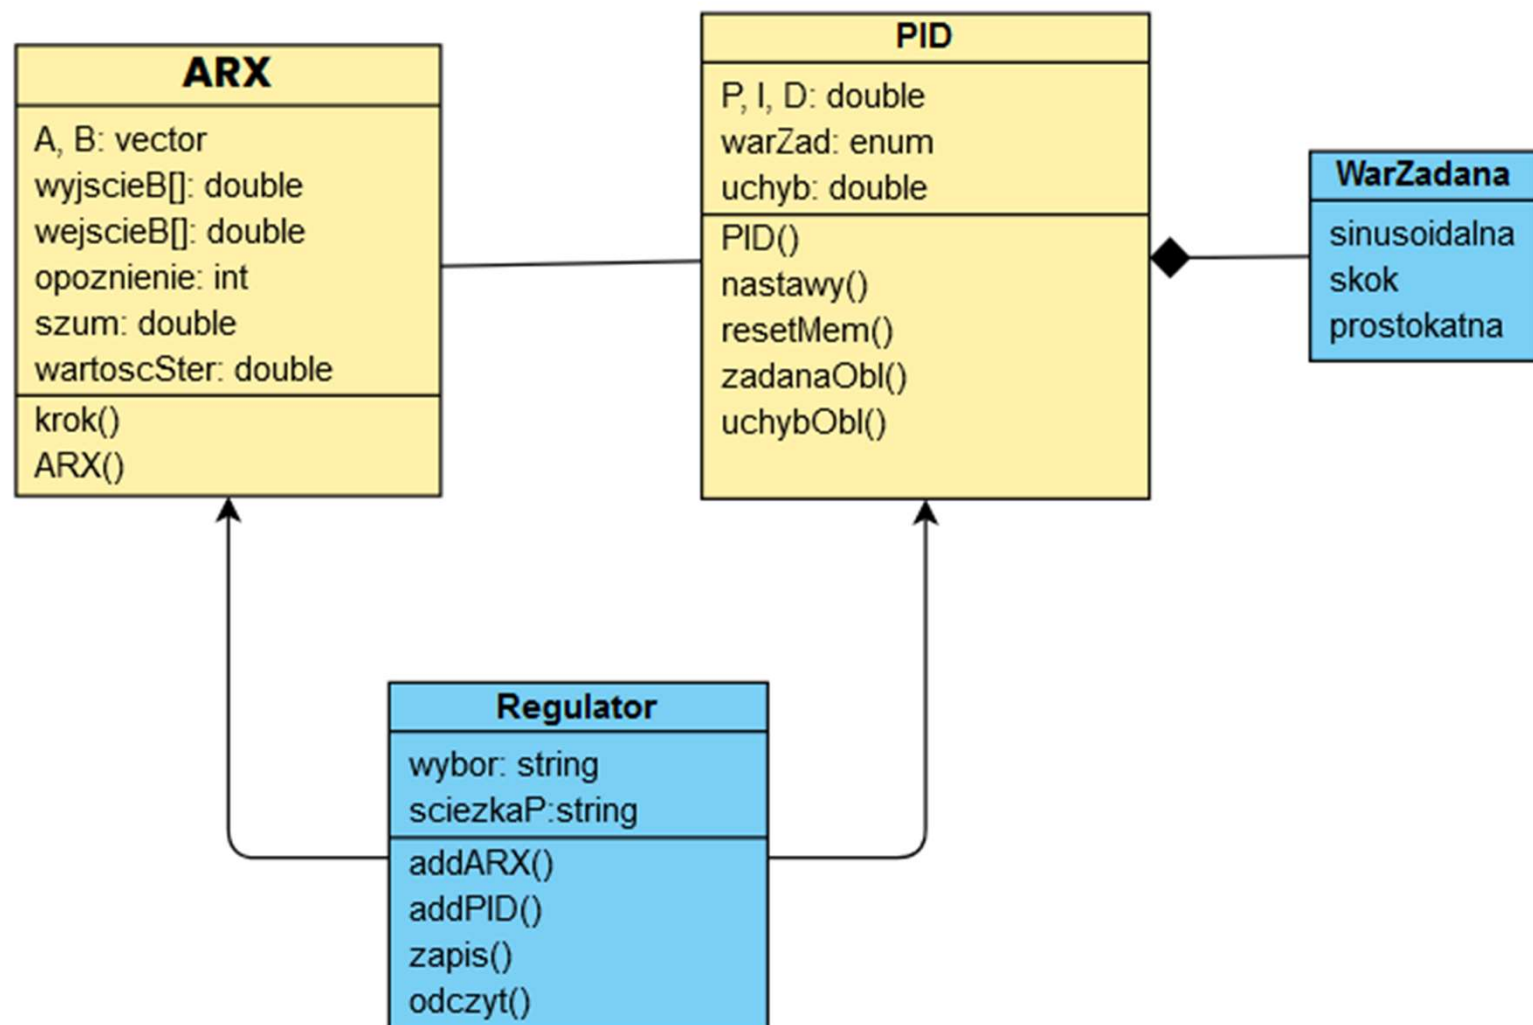 ARX
A, B: vector
wyjscieB[]: double
wejscieB[]: double
opoznienie: int
szum: double
wartoscSter: double
krok()
ARX()
PID
P, I, D: double
warZad: enum
uchyb: double
PID()
nastawy()
resetMem()
zadanaObl()
uchybObl()
WarZadana
sinusoidalna
skok
prostokatna
Regulator
wybor: string
sciezkaP:string
addARX()
addPID()
zapis()
odczyt()